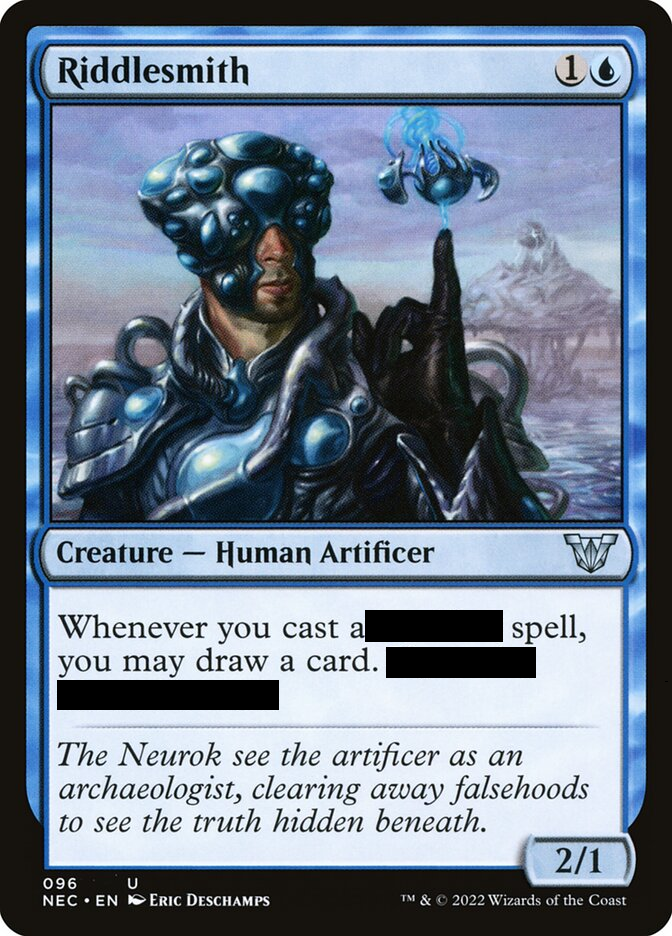 Riddlesmith
1
Creature — Human Artificer
Whenever you cast a spell,
you may draw a card.
The Neurok see the artificer as an
archaeologist, clearing away falsehoods
to see the truth hidden beneath.
2/1
096 U
NEC • EN Eric Deschamps
™ & © 2022 Wizards of the Coast